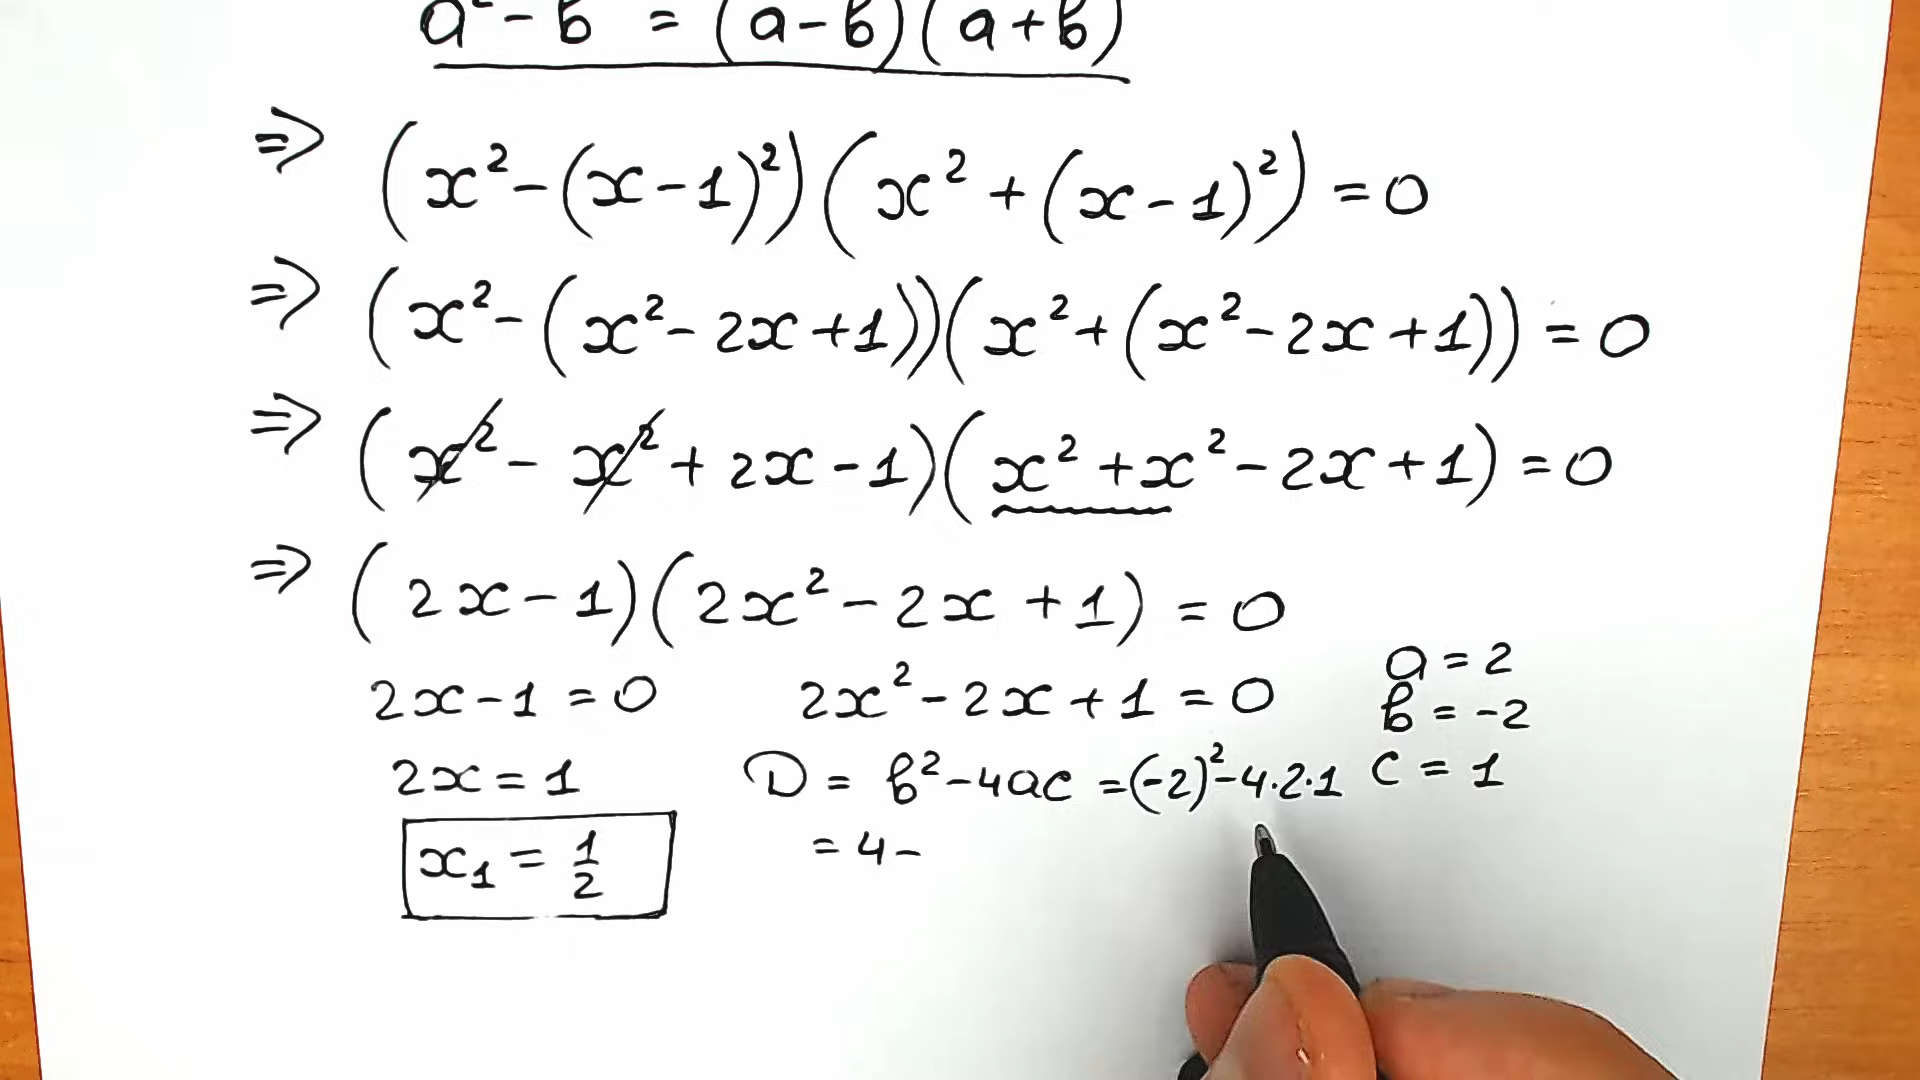 a² - b = (a-b)(a+b)
=> (x² - (x-1)²)(x² + (x-1)²) = 0
=> (x² - (x² - 2x + 1))(x² + (x² - 2x + 1)) = 0
=> (x² - x² + 2x - 1)(x² + x² - 2x + 1) = 0
=> (2x - 1)(2x² - 2x + 1) = 0
2x - 1 = 0
2x = 1
x₁ = 1/2
2x² - 2x + 1 = 0
D = b² - 4ac = (-2)² - 4·2·1
= 4 -
a = 2
b = -2
c = 1